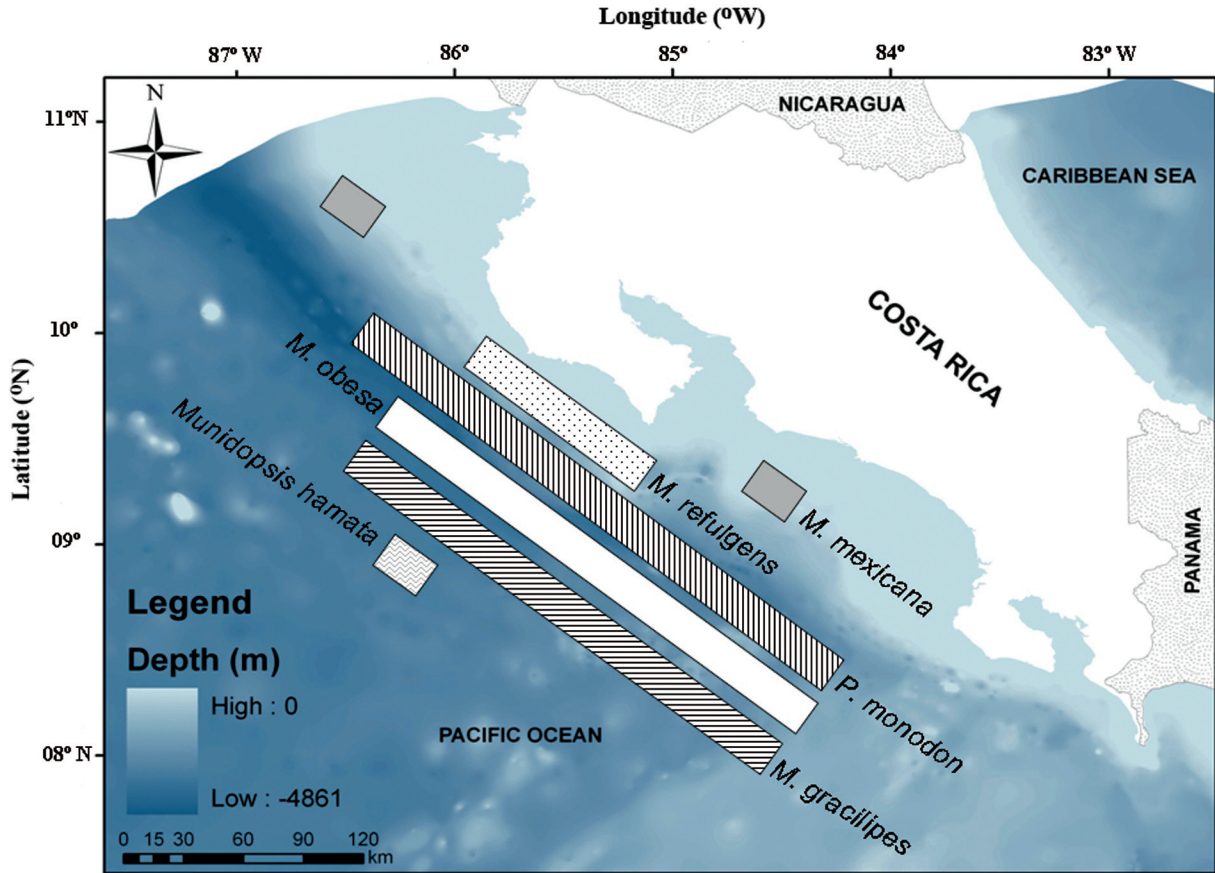 Longitude (ºW)
87º W
86º
85º
84º
83º W
N
11ºN
10º
09º
08º N
Latitude (ºN)
NICARAGUA
CARIBBEAN SEA
COSTA RICA
PANAMA
M. obesa
Munidopsis hamata
M. refulgens
M. mexicana
P. monodon
M. gracilipes
PACIFIC OCEAN
Legend
Depth (m)
High : 0
Low : -4861
0 15 30 60 90 120
km